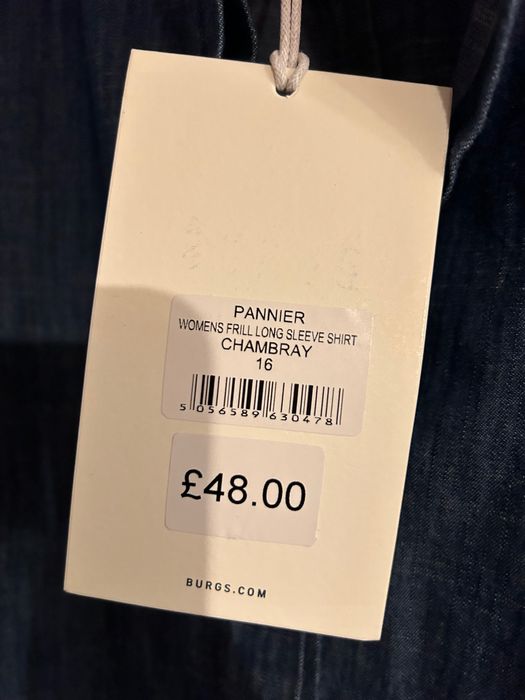 PANNIER
WOMENS FRILL LONG SLEEVE SHIRT
CHAMBRAY
16
5 056589 630478
£48.00
BURGS.COM